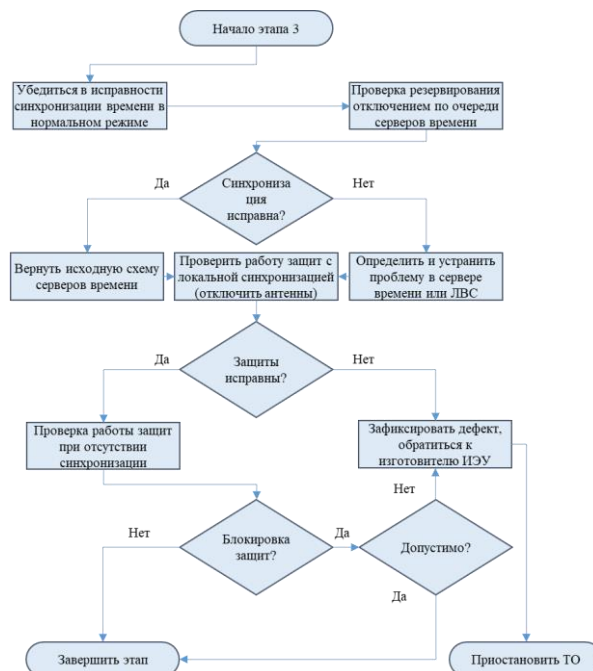 Начало этапа 3
Убедиться в исправности
синхронизации времени в
нормальном режиме
Проверка резервирования
отключением по очереди
серверов времени
Да
Синхрониза
ция
исправна?
Нет
Вернуть исходную схему
серверов времени
Проверить работу защит с
локальной синхронизацией
(отключить антенны)
Определить и устранить
проблему в сервере
времени или ЛВС
Да
Защиты
исправны?
Нет
Проверка работы защит
при отсутствии
синхронизации
Зафиксировать дефект,
обратиться к
изготовителю ИЭУ
Нет
Нет
Блокировка
защит?
Да
Допустимо?
Да
Завершить этап
Приостановить ТО